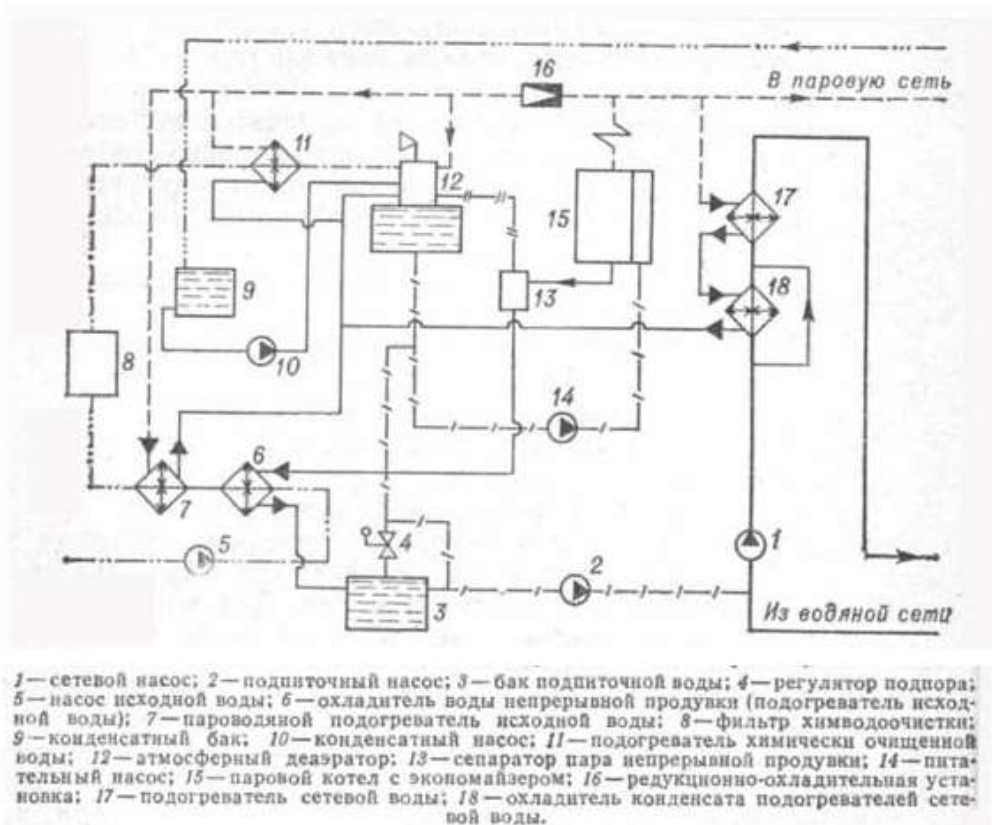 16
В паровую сеть
11
12
17
15
9
13
18
8
10
14
6
7
5
4
1
2
3
Из водяной сети
1—сетевой насос; 2—подпиточный насос; 3—бак подпиточной воды; 4—регулятор подпора;
5—насос исходной воды; 6—охладитель воды непрерывной продувки (подогреватель исход-
ной воды); 7—пароводяной подогреватель исходной воды; 8—фильтр химводоочистки;
9—конденсатный бак; 10—конденсатный насос; 11—подогреватель химически очищенной
воды; 12—атмосферный деаэратор; 13—сепаратор пара непрерывной продувки; 14—пита-
тельный насос; 15—паровой котел с экономайзером; 16—редукционно-охладительная уста-
новка; 17—подогреватель сетевой воды; 18—охладитель конденсата подогревателей сете-
вой воды.